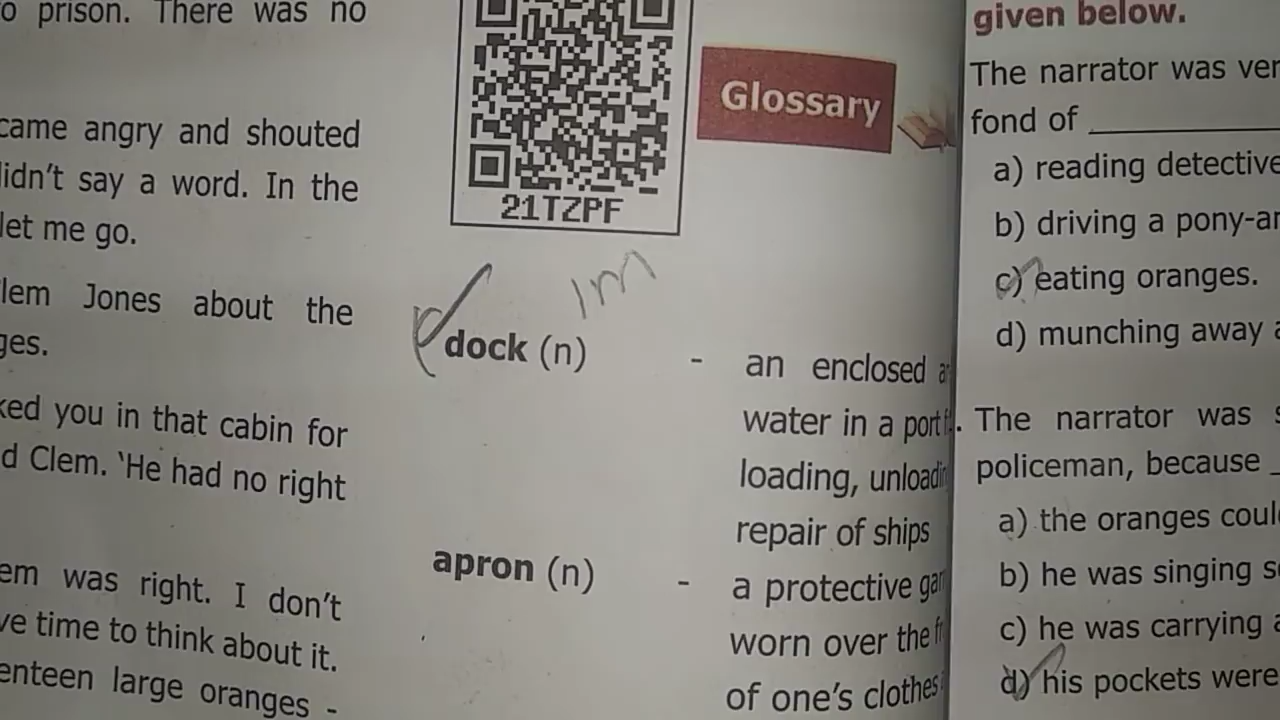 o prison. There was no
came angry and shouted
didn't say a word. In the
let me go.
lem Jones about the
ges.
ked you in that cabin for
d Clem. 'He had no right
em was right. I don't
ve time to think about it.
enteen large oranges -
21TZPF
Glossary
1m
dock (n) - an enclosed
water in a port
loading, unloadin
repair of ships
apron (n) - a protective gar
worn over the
of one's clothes
given below.
The narrator was ver
fond of
a) reading detective
b) driving a pony-ar
c) eating oranges.
d) munching away a
. The narrator was s
policeman, because
a) the oranges coul
b) he was singing s
c) he was carrying a
d) his pockets were